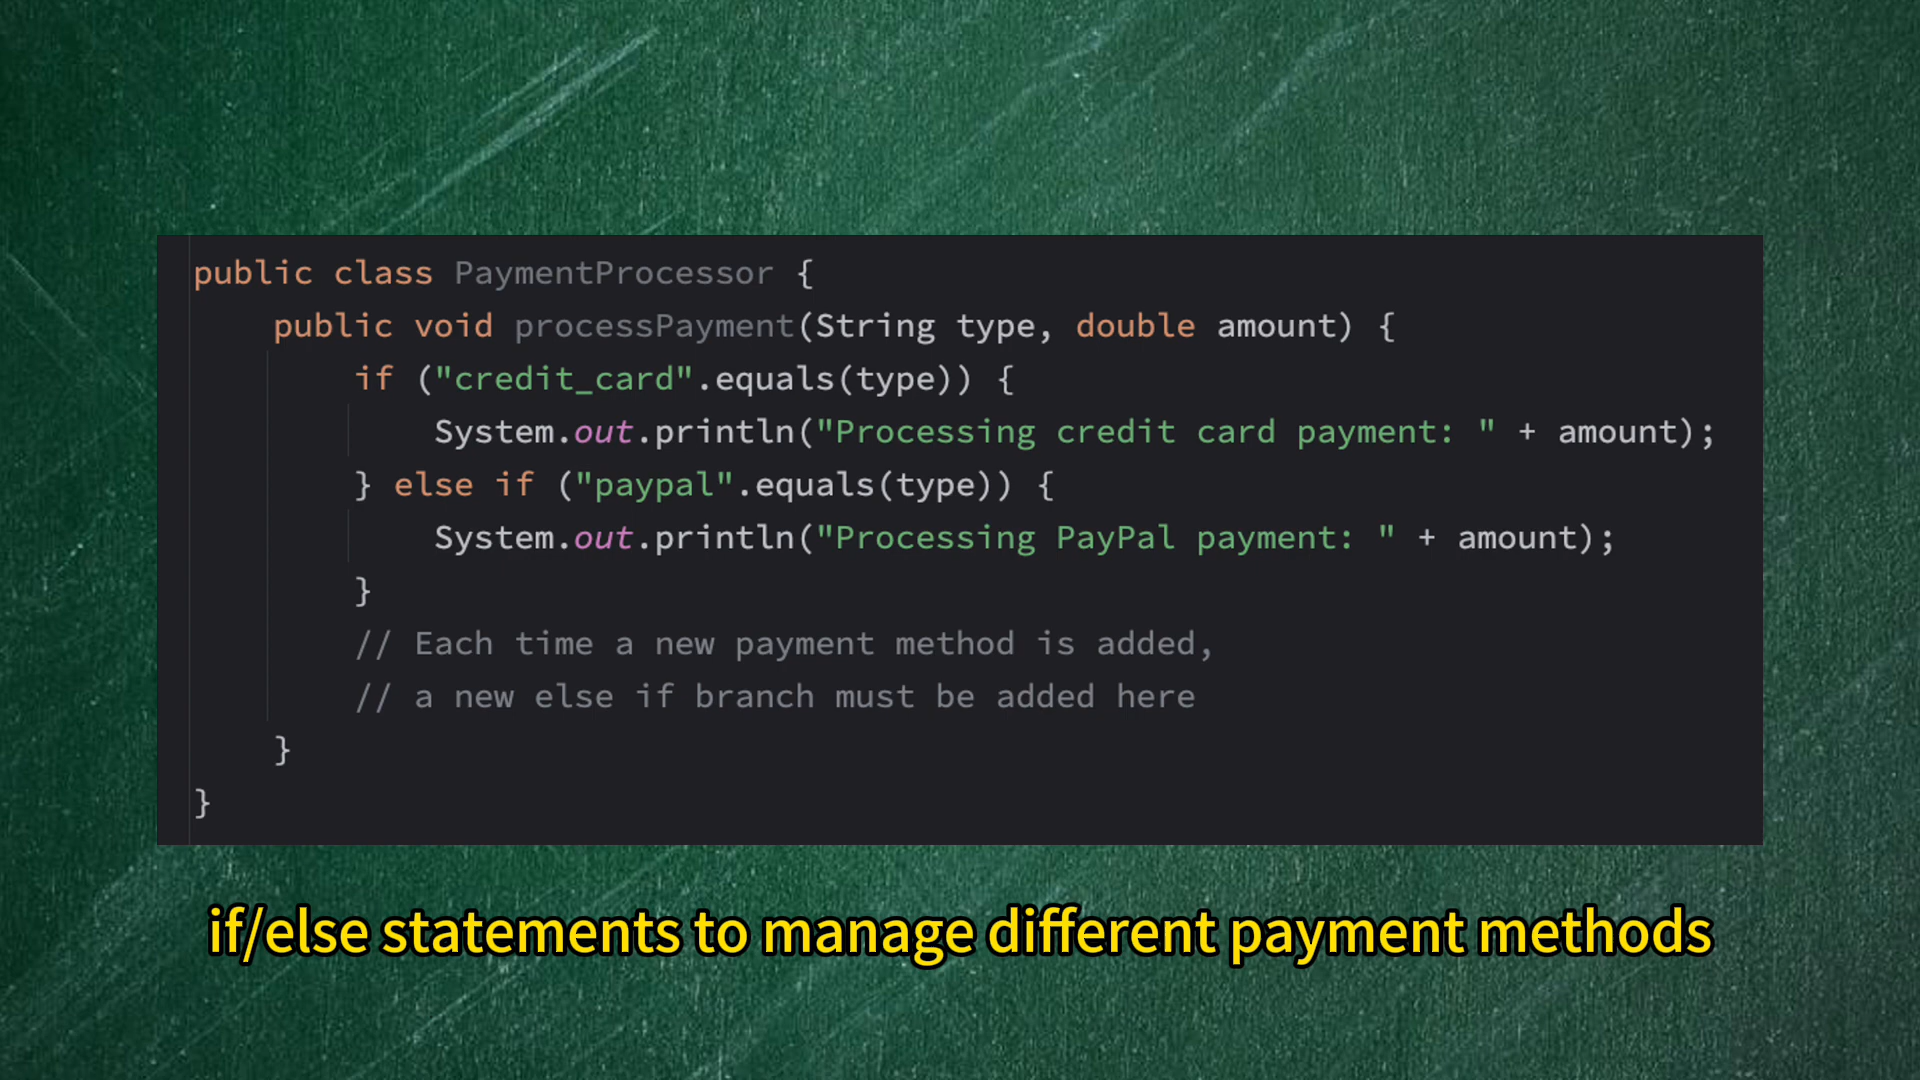 public class PaymentProcessor {
public void processPayment(String type, double amount) {
if ("credit_card".equals(type)) {
System.out.println("Processing credit card payment: " + amount);
} else if ("paypal".equals(type)) {
System.out.println("Processing PayPal payment: " + amount);
}
// Each time a new payment method is added,
// a new else if branch must be added here
}
}
if/else statements to manage different payment methods